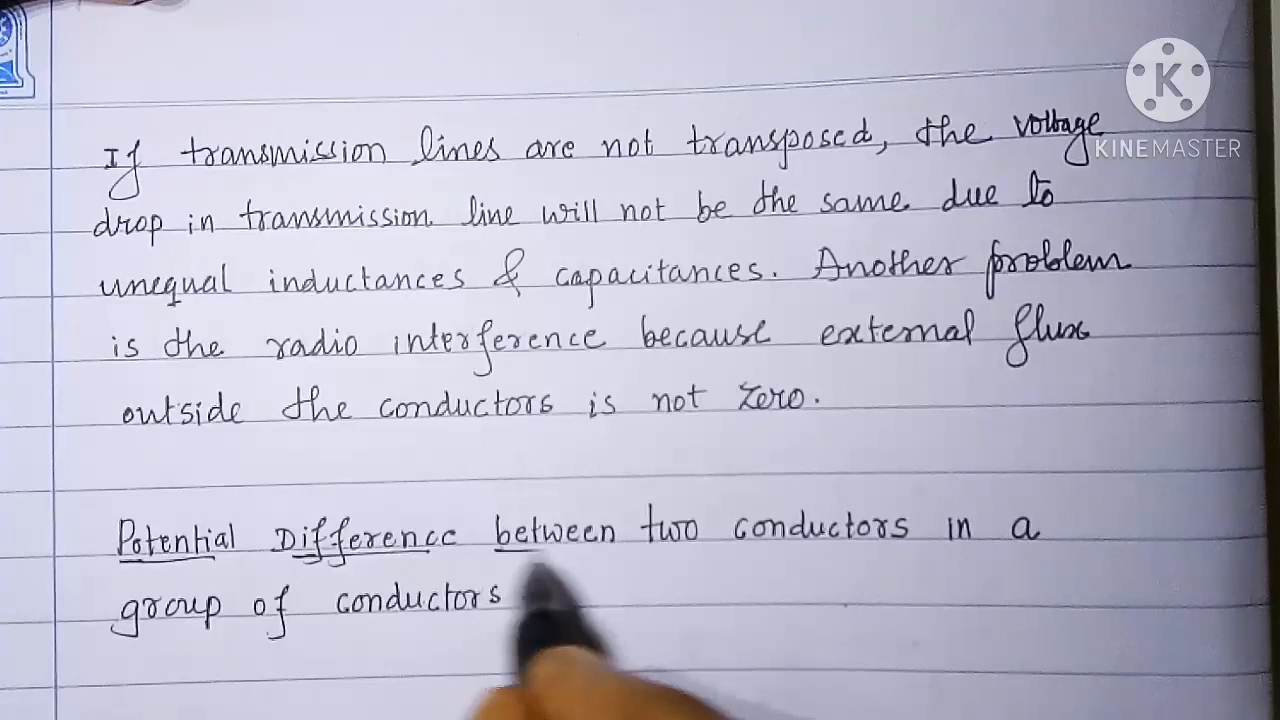 If transmission lines are not transposed, the voltage
drop in transmission line will not be the same due to
unequal inductances & capacitances. Another problem
is the radio interference because external flux
outside the conductors is not zero.
Potential Difference between two conductors in a
group of conductors
K
KINEMASTER